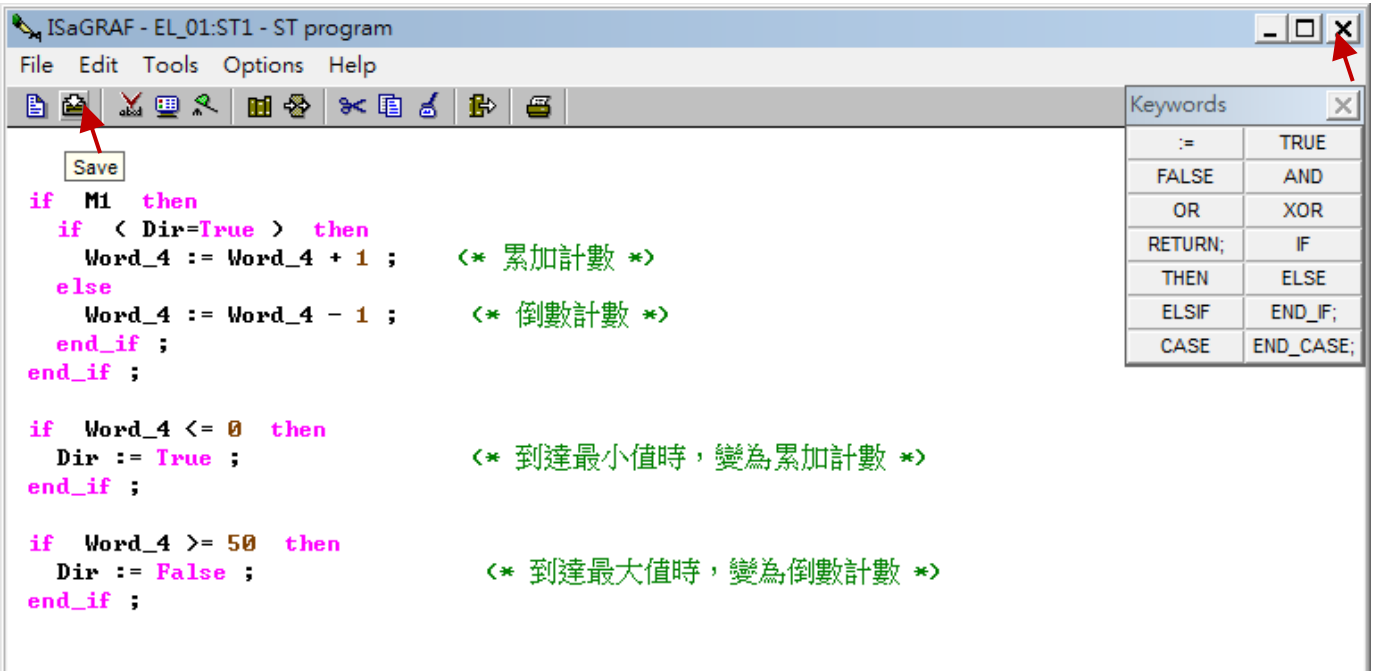 ISaGRAF - EL_01:ST1 - ST program
File Edit Tools Options Help
Keywords
:= TRUE
FALSE AND
OR XOR
RETURN; IF
THEN ELSE
ELSIF END_IF;
CASE END_CASE;
Save
if M1 then
if ( Dir=True ) then
Word_4 := Word_4 + 1 ; (* 累加計數 *)
else
Word_4 := Word_4 - 1 ; (* 倒數計數 *)
end_if ;
end_if ;
if Word_4 <= 0 then
Dir := True ; (* 到達最小值時，變為累加計數 *)
end_if ;
if Word_4 >= 50 then
Dir := False ; (* 到達最大值時，變為倒數計數 *)
end_if ;